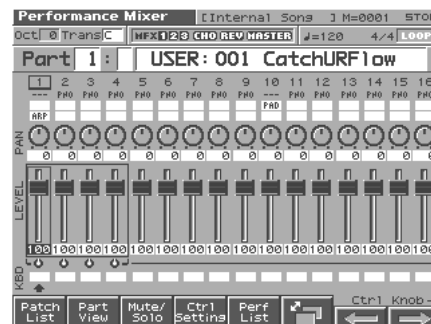 Performance Mixer [Internal Song ] M=0001 STO
Oct 0 Trans C MFX 1 2 3 CHO REV MASTER ♩=120 4/4 LOOP
Part 1: USER:001 CatchURFlow
1 2 3 4 5 6 7 8 9 10 11 12 13 14 15 16
--- PNO PNO PNO PNO PNO PNO PNO PNO --- PNO PNO PNO PNO PNO PNO
PAD
ARP
PAN
0 0 0 0 0 0 0 0 0 0 0 0 0 0 0 0
LEVEL
100 100 100 100 100 100 100 100 100 100 100 100 100 100 100 100
KBD
Ctrl Knob-
Patch List Part View Mute/Solo Ctrl Setting Perf List